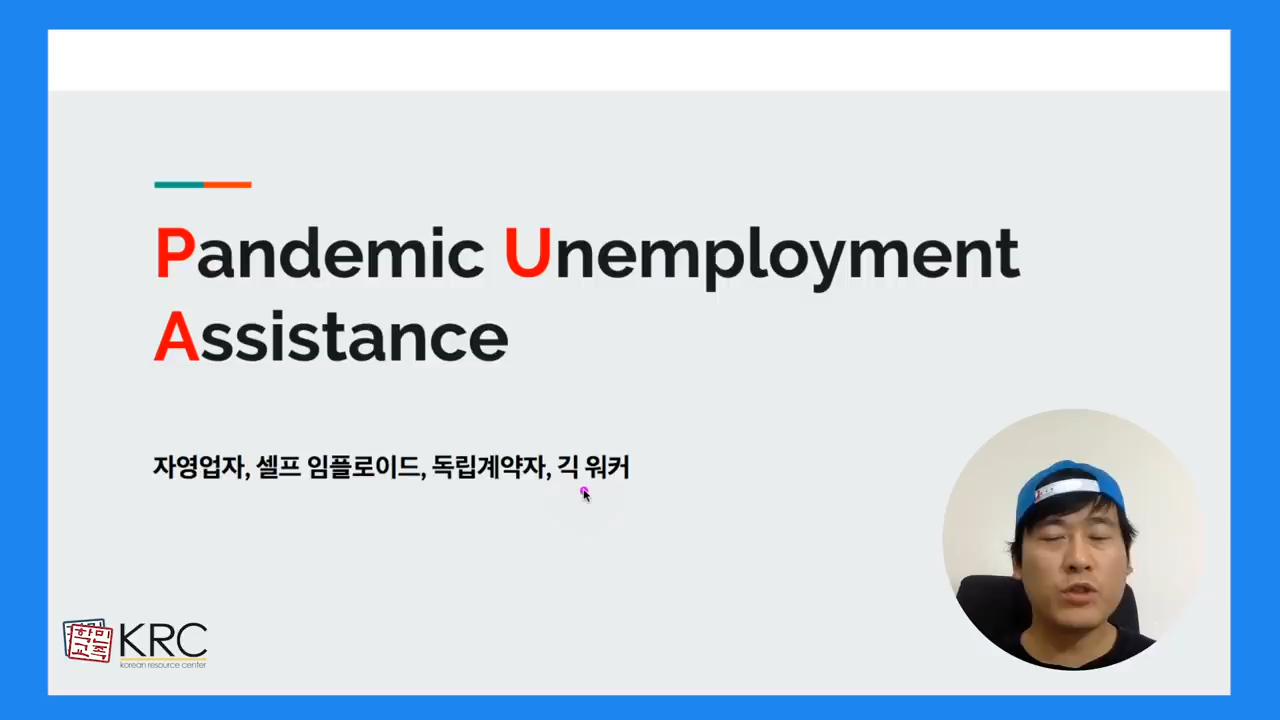 Pandemic Unemployment
Assistance
자영업자, 셀프 임플로이드, 독립계약자, 긱 워커
KRC
korean resource center